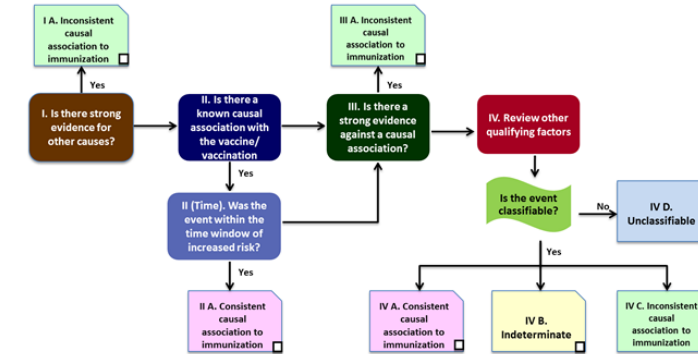 I A. Inconsistent
causal
association to
immunization
III A. Inconsistent
causal
association to
immunization
Yes
Yes
I. Is there strong
evidence for
other causes?
II. Is there a
known causal
association with
the vaccine/
vaccination
III. Is there a
strong evidence
against a causal
association?
IV. Review other
qualifying factors
Yes
II (Time). Was the
event within the
time window of
increased risk?
Is the event
classifiable?
No
IV D.
Unclassifiable
Yes
Yes
II A. Consistent
causal
association to
immunization
IV A. Consistent
causal
association to
immunization
IV B.
Indeterminate
IV C. Inconsistent
causal
association to
immunization